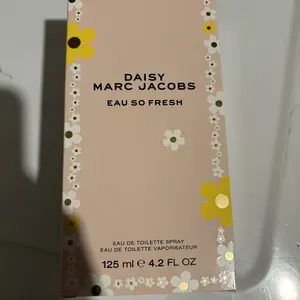 DAISY
MARC JACOBS
EAU SO FRESH
EAU DE TOILETTE SPRAY
EAU DE TOILETTE VAPORISATEUR
125 ml ℮ 4.2 FL OZ